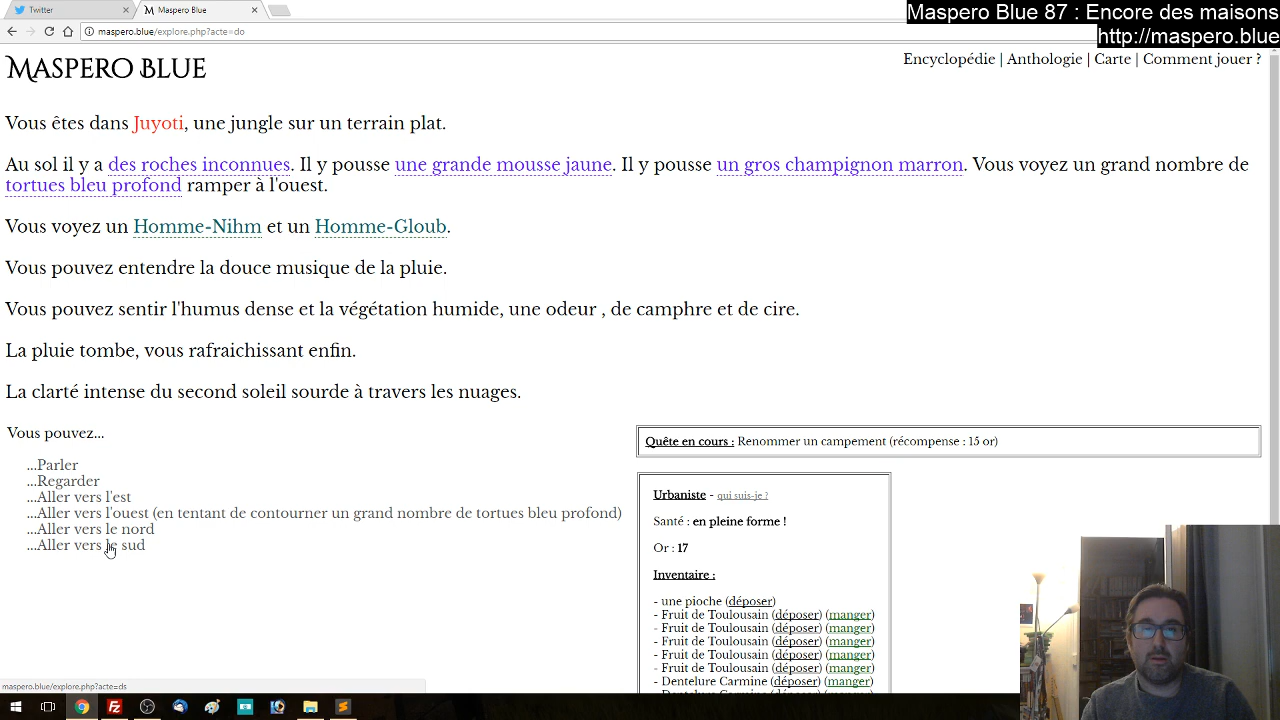 Twitter
Maspero Blue
Maspero Blue 87 : Encore des maisons
http://maspero.blue
maspero.blue/explore.php?acte=do
Maspero Blue
Encyclopédie | Anthologie | Carte | Comment jouer ?
Vous êtes dans Juyoti, une jungle sur un terrain plat.
Au sol il y a des roches inconnues. Il y pousse une grande mousse jaune. Il y pousse un gros champignon marron. Vous voyez un grand nombre de
tortues bleu profond ramper à l'ouest.
Vous voyez un Homme-Nihm et un Homme-Gloub.
Vous pouvez entendre la douce musique de la pluie.
Vous pouvez sentir l'humus dense et la végétation humide, une odeur , de camphre et de cire.
La pluie tombe, vous rafraichissant enfin.
La clarté intense du second soleil sourde à travers les nuages.
Vous pouvez...
...Parler
...Regarder
...Aller vers l'est
...Aller vers l'ouest (en tentant de contourner un grand nombre de tortues bleu profond)
...Aller vers le nord
...Aller vers le sud
Quête en cours : Renommer un campement (récompense : 15 or)
Urbaniste - qui suis-je ?
Santé : en pleine forme !
Or : 17
Inventaire :
- une pioche (déposer)
- Fruit de Toulousain (déposer) (manger)
- Fruit de Toulousain (déposer) (manger)
- Fruit de Toulousain (déposer) (manger)
- Fruit de Toulousain (déposer) (manger)
- Fruit de Toulousain (déposer) (manger)
- Dentelure Carmine (déposer) (manger)
maspero.blue/explore.php?acte=ds